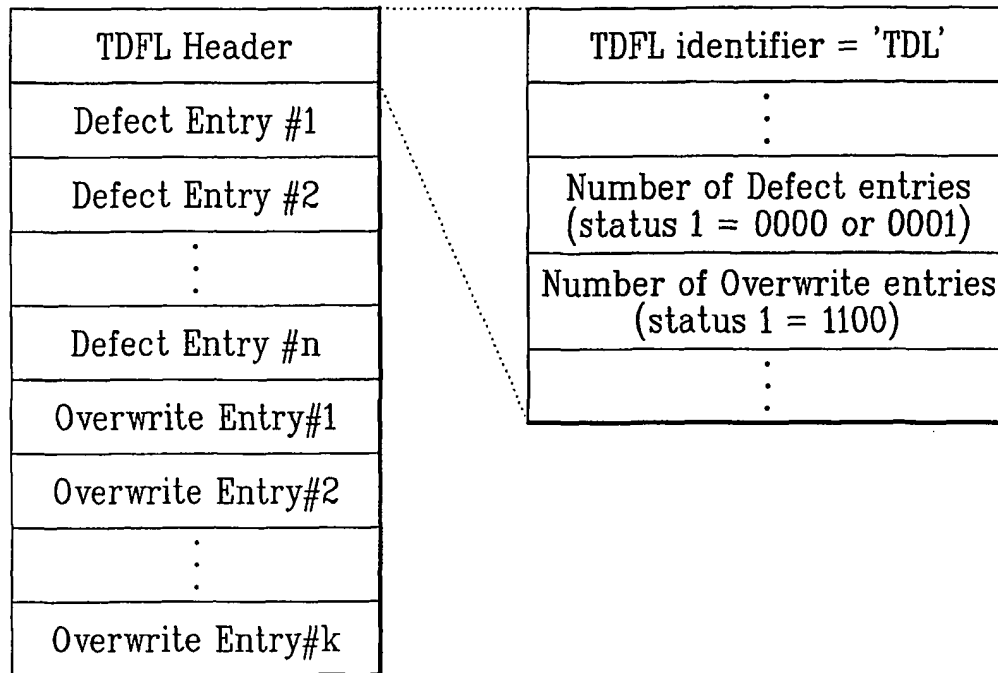 TDFL Header
Defect Entry #1
Defect Entry #2
Defect Entry #n
Overwrite Entry#1
Overwrite Entry#2
Overwrite Entry#k
TDFL identifier = 'TDL'
Number of Defect entries
(status 1 = 0000 or 0001)
Number of Overwrite entries
(status 1 = 1100)